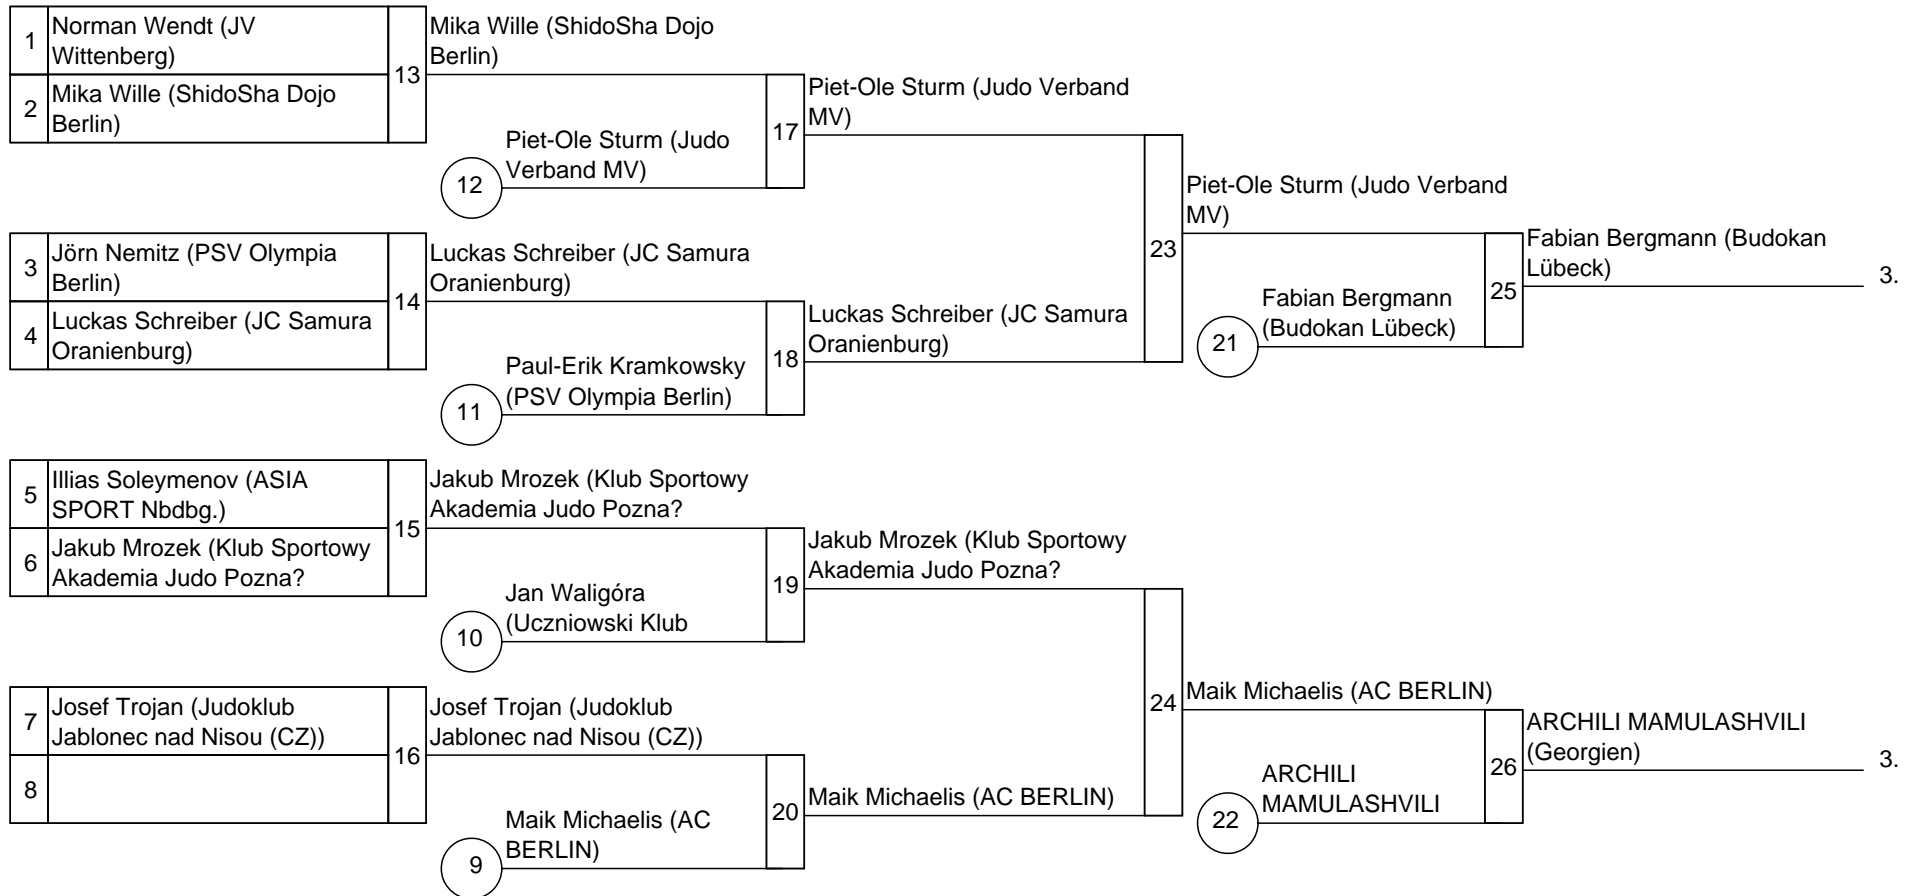 1
Norman Wendt (JV
Wittenberg)
2
Mika Wille (ShidoSha Dojo
Berlin)
13
Mika Wille (ShidoSha Dojo
Berlin)
12
Piet-Ole Sturm (Judo
Verband MV)
17
Piet-Ole Sturm (Judo Verband
MV)
3
Jörn Nemitz (PSV Olympia
Berlin)
4
Luckas Schreiber (JC Samura
Oranienburg)
14
Luckas Schreiber (JC Samura
Oranienburg)
11
Paul-Erik Kramkowsky
(PSV Olympia Berlin)
18
Luckas Schreiber (JC Samura
Oranienburg)
23
Piet-Ole Sturm (Judo Verband
MV)
21
Fabian Bergmann
(Budokan Lübeck)
25
Fabian Bergmann (Budokan
Lübeck)
3.
5
Illias Soleymenov (ASIA
SPORT Nbdbg.)
6
Jakub Mrozek (Klub Sportowy
Akademia Judo Pozna?
15
Jakub Mrozek (Klub Sportowy
Akademia Judo Pozna?
10
Jan Waligóra
(Uczniowski Klub
19
Jakub Mrozek (Klub Sportowy
Akademia Judo Pozna?
7
Josef Trojan (Judoklub
Jablonec nad Nisou (CZ))
8
16
Josef Trojan (Judoklub
Jablonec nad Nisou (CZ))
9
Maik Michaelis (AC
BERLIN)
20
Maik Michaelis (AC BERLIN)
24
Maik Michaelis (AC BERLIN)
22
ARCHILI
MAMULASHVILI
26
ARCHILI MAMULASHVILI
(Georgien)
3.